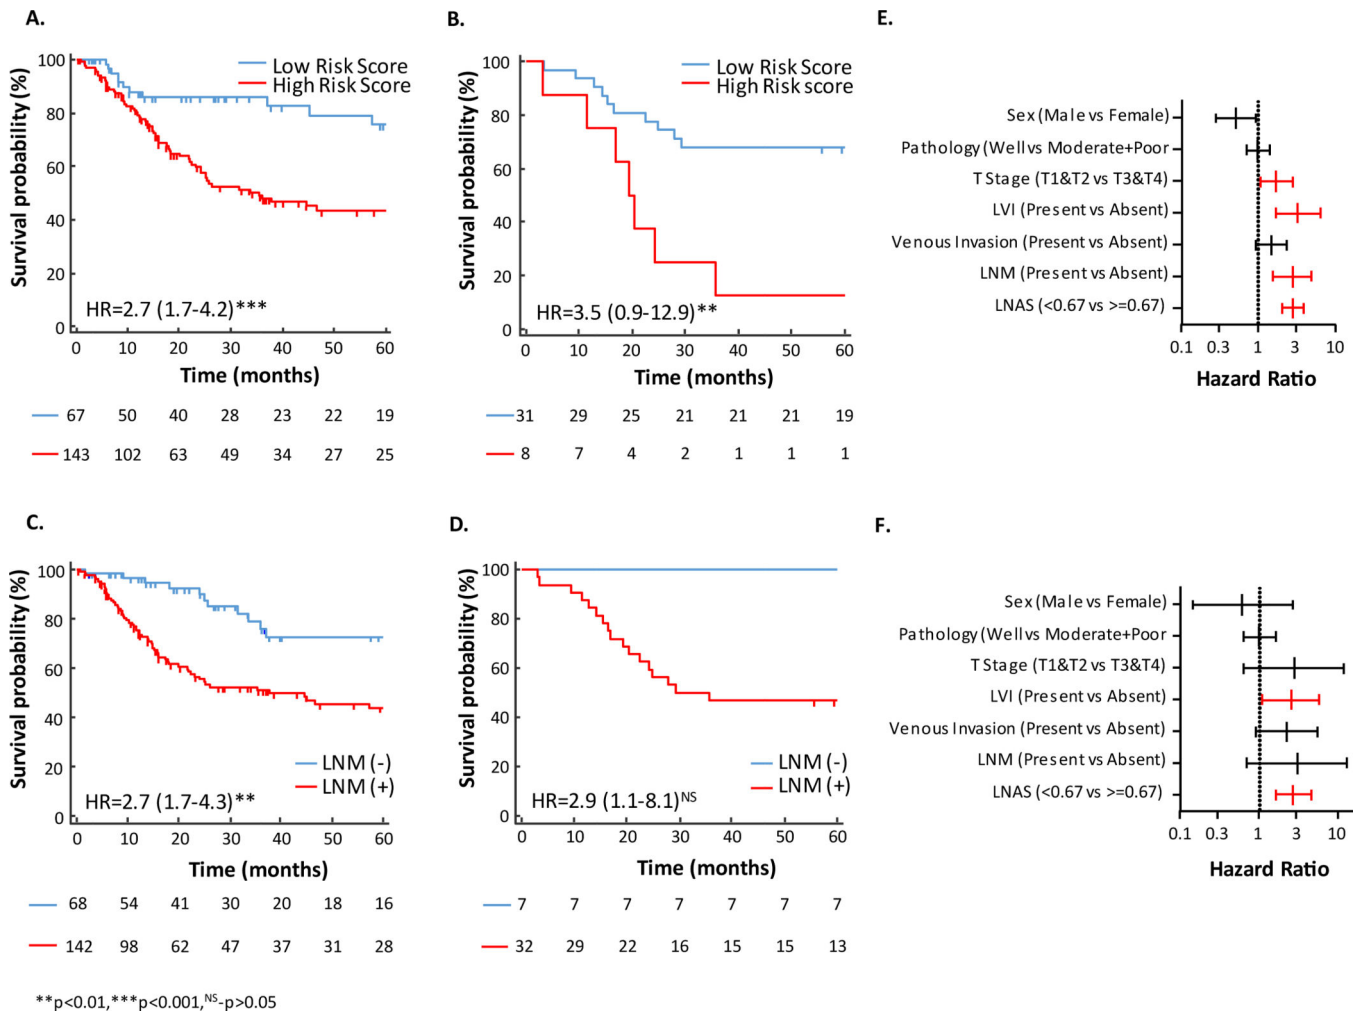 A.
Survival probability (%)
100
80
60
40
20
0
Low Risk Score
High Risk Score
HR=2.7 (1.7-4.2)***
0 10 20 30 40 50 60
Time (months)
67 50 40 28 23 22 19
143 102 63 49 34 27 25
B.
Survival probability (%)
100
80
60
40
20
0
Low Risk Score
High Risk score
HR=3.5 (0.9-12.9)**
0 10 20 30 40 50 60
Time (months)
31 29 25 21 21 21 19
8 7 4 2 1 1 1
E.
Sex (Male vs Female)
Pathology (Well vs Moderate+Poor
T Stage (T1&T2 vs T3&T4)
LVI (Present vs Absent)
Venous Invasion (Present vs Absent)
LNM (Present vs Absent)
LNAS (<0.67 vs >=0.67)
0.1 0.3 1 3 10
Hazard Ratio
C.
Survival probability (%)
100
80
60
40
20
0
LNM (-)
LNM (+)
HR=2.7 (1.7-4.3)**
0 10 20 30 40 50 60
Time (months)
68 54 41 30 20 18 16
142 98 62 47 37 31 28
D.
Survival probability (%)
100
80
60
40
20
0
LNM (-)
LNM (+)
HR=2.9 (1.1-8.1)NS
0 10 20 30 40 50 60
Time (months)
7 7 7 7 7 7 7
32 29 22 16 15 15 13
F.
Sex (Male vs Female)
Pathology (Well vs Moderate+Poor
T Stage (T1&T2 vs T3&T4)
LVI (Present vs Absent)
Venous Invasion (Present vs Absent)
LNM (Present vs Absent)
LNAS (<0.67 vs >=0.67)
0.1 0.3 1 3 10
Hazard Ratio
**p<0.01,***p<0.001,NS-p>0.05